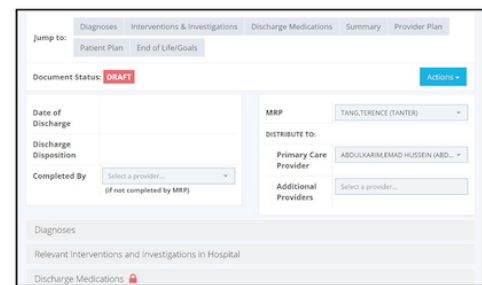 Jump to:
Diagnoses Interventions & Investigations Discharge Medications Summary Provider Plan
Patient Plan End of Life/Goals
Document Status: DRAFT
Actions
Date of
Discharge
Discharge
Disposition
Completed By Select a provider...
(if not completed by MRP)
MRP TANG,TERENCE (TANTER)
DISTRIBUTE TO:
Primary Care
Provider
ABDULKARIM,EMAD HUSSEIN (ABD...
Additional
Providers
Select a provider...
Diagnoses
Relevant Interventions and Investigations in Hospital
Discharge Medications